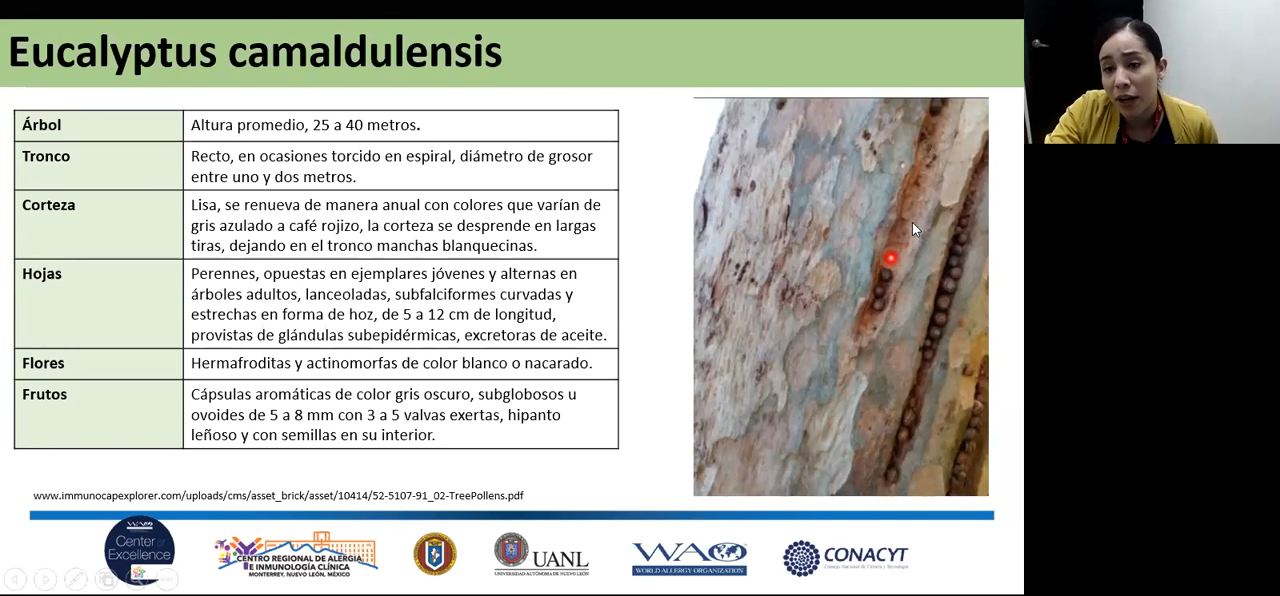 Eucalyptus camaldulensis
Árbol
Altura promedio, 25 a 40 metros.
Tronco
Recto, en ocasiones torcido en espiral, diámetro de grosor
entre uno y dos metros.
Corteza
Lisa, se renueva de manera anual con colores que varían de
gris azulado a café rojizo, la corteza se desprende en largas
tiras, dejando en el tronco manchas blanquecinas.
Hojas
Perennes, opuestas en ejemplares jóvenes y alternas en
árboles adultos, lanceoladas, subfalciformes curvadas y
estrechas en forma de hoz, de 5 a 12 cm de longitud,
provistas de glándulas subepidérmicas, excretoras de aceite.
Flores
Hermafroditas y actinomorfas de color blanco o nacarado.
Frutos
Cápsulas aromáticas de color gris oscuro, subglobosos u
ovoides de 5 a 8 mm con 3 a 5 valvas exertas, hipanto
leñoso y con semillas en su interior.
www.immunocapexplorer.com/uploads/cms/asset_brick/asset/10414/52-5107-91_02-TreePollens.pdf
Center of
Excellence
CENTRO REGIONAL DE ALERGIA
E INMUNOLOGÍA CLÍNICA
MONTERREY, NUEVO LEÓN, MÉXICO
UANL
UNIVERSIDAD AUTÓNOMA DE NUEVO LEÓN
WAO
WORLD ALLERGY ORGANIZATION
CONACYT
Consejo Nacional de Ciencia y Tecnología